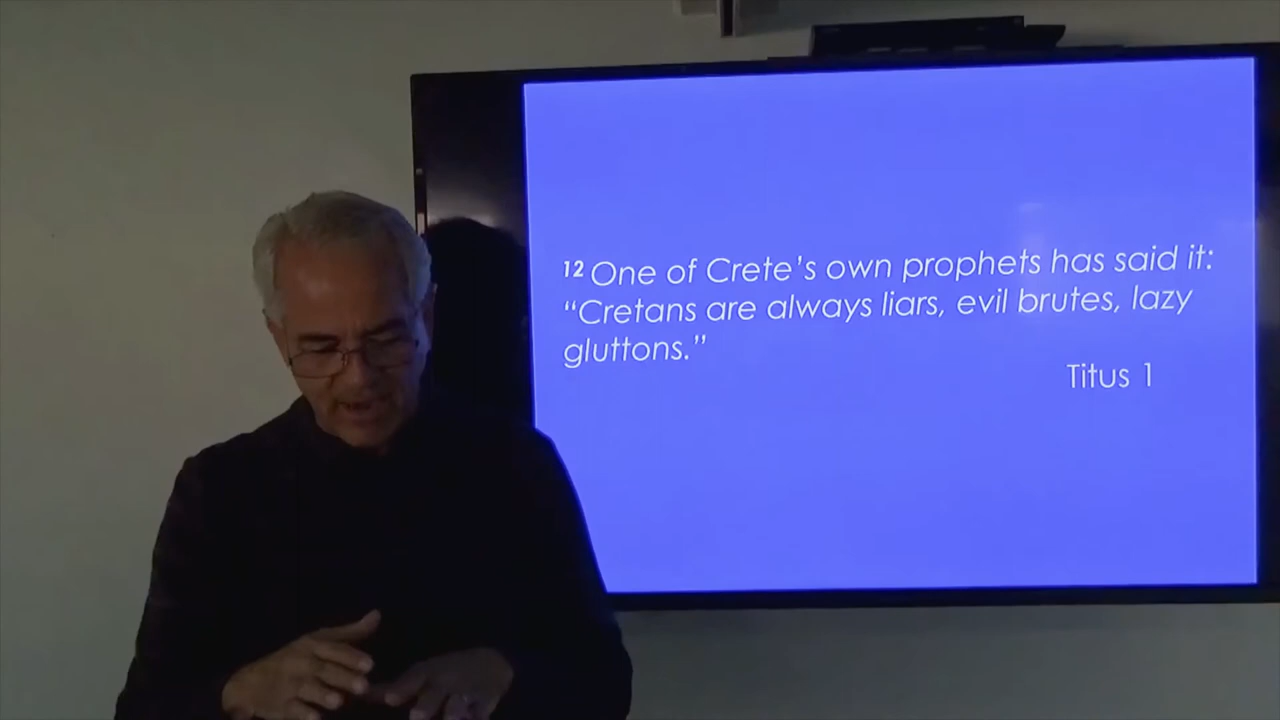 12 One of Crete’s own prophets has said it:
“Cretans are always liars, evil brutes, lazy
gluttons.”
Titus 1